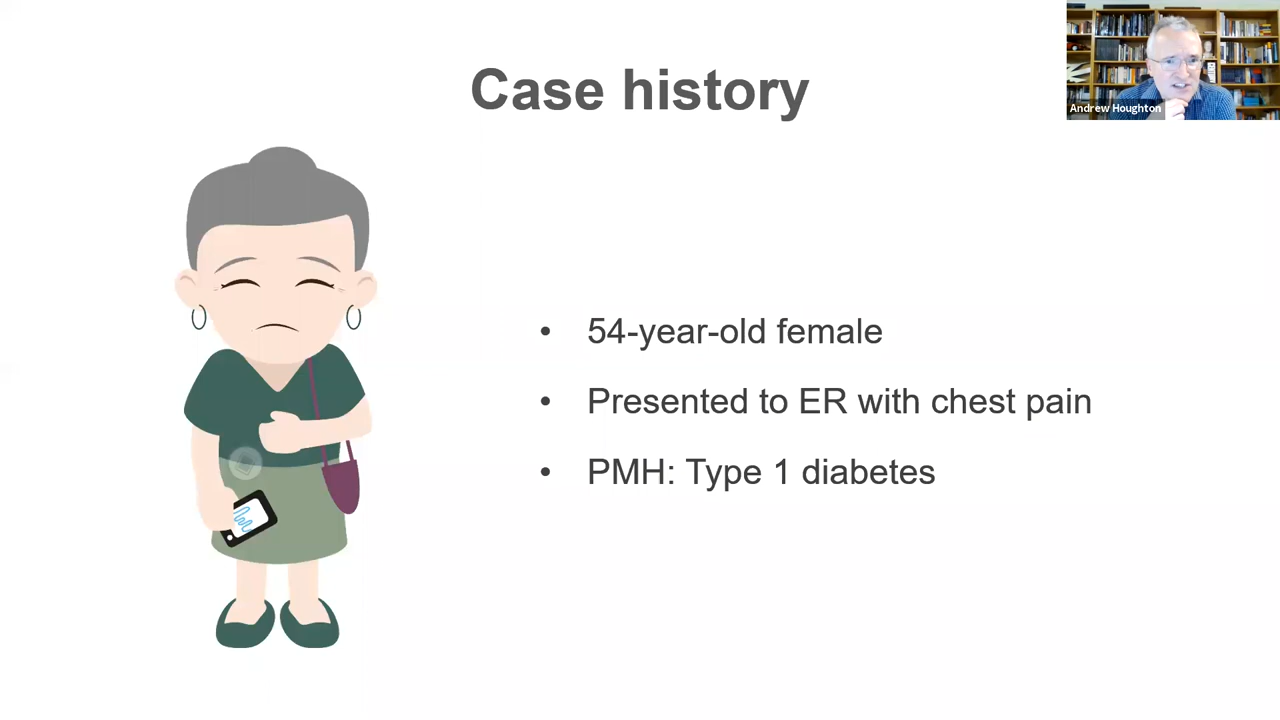 Case history
Andrew Houghton
• 54-year-old female
• Presented to ER with chest pain
• PMH: Type 1 diabetes